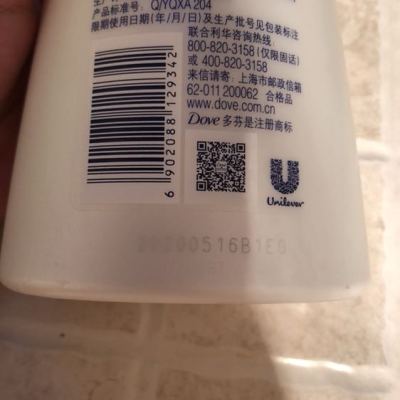 产品标准号: Q/YQXA 204
限期使用日期(年/月/日)及生产批号见包装标注
联合利华咨询热线:
800-820-3158 (仅限固话)
或 400-820-3158
来信请寄: 上海市邮政信箱
62-011 200062 合格品
www.dove.com.cn
Dove 多芬是注册商标
6 902088 129342
Unilever